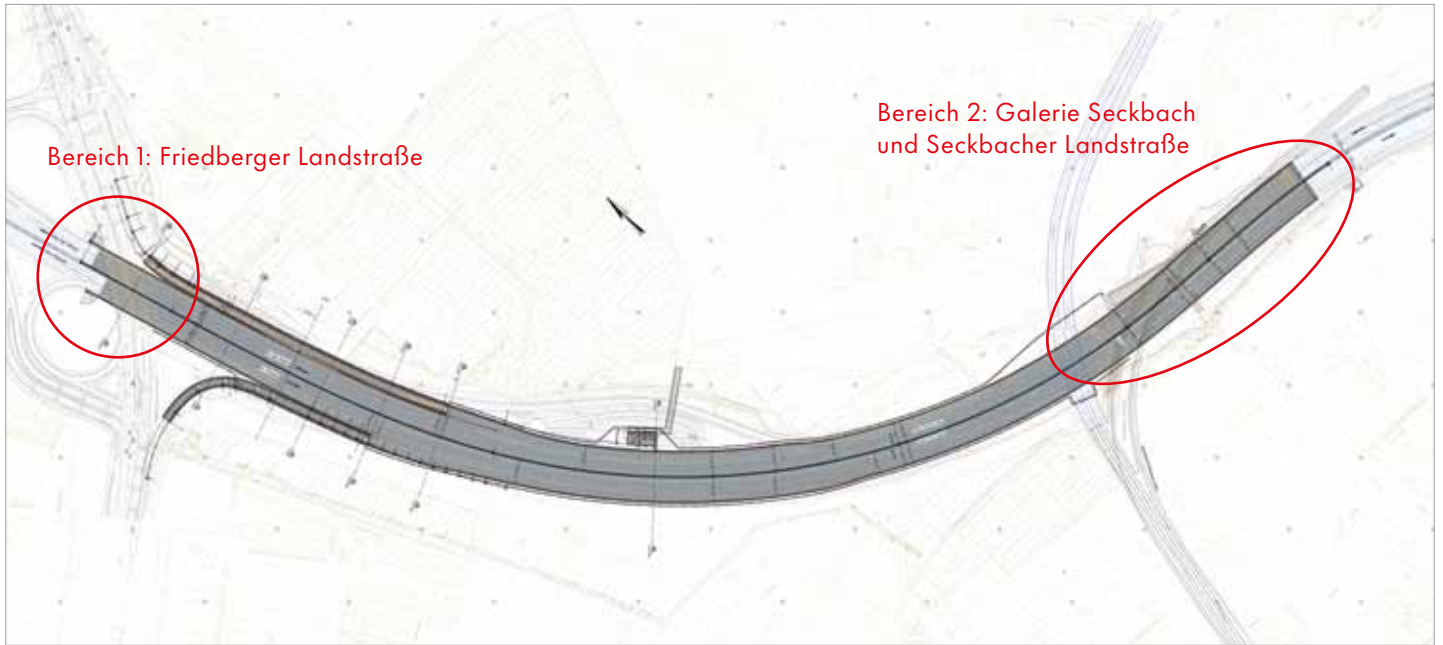 Bereich 1: Friedberger Landstraße
Bereich 2: Galerie Seckbach
und Seckbacher Landstraße